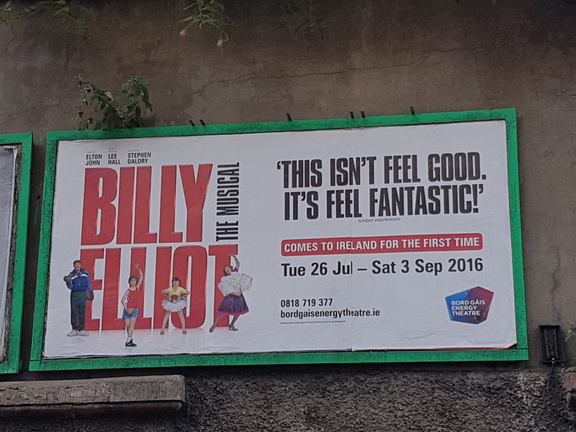 ELTON JOHN
LEE HALL
STEPHEN DALDRY
BILLY
ELLIOT
THE MUSICAL
‘THIS ISN’T FEEL GOOD.
IT’S FEEL FANTASTIC!’
SUNDAY INDEPENDENT
COMES TO IRELAND FOR THE FIRST TIME
Tue 26 Jul – Sat 3 Sep 2016
0818 719 377
bordgaisenergytheatre.ie
BORD GÁIS
ENERGY
THEATRE